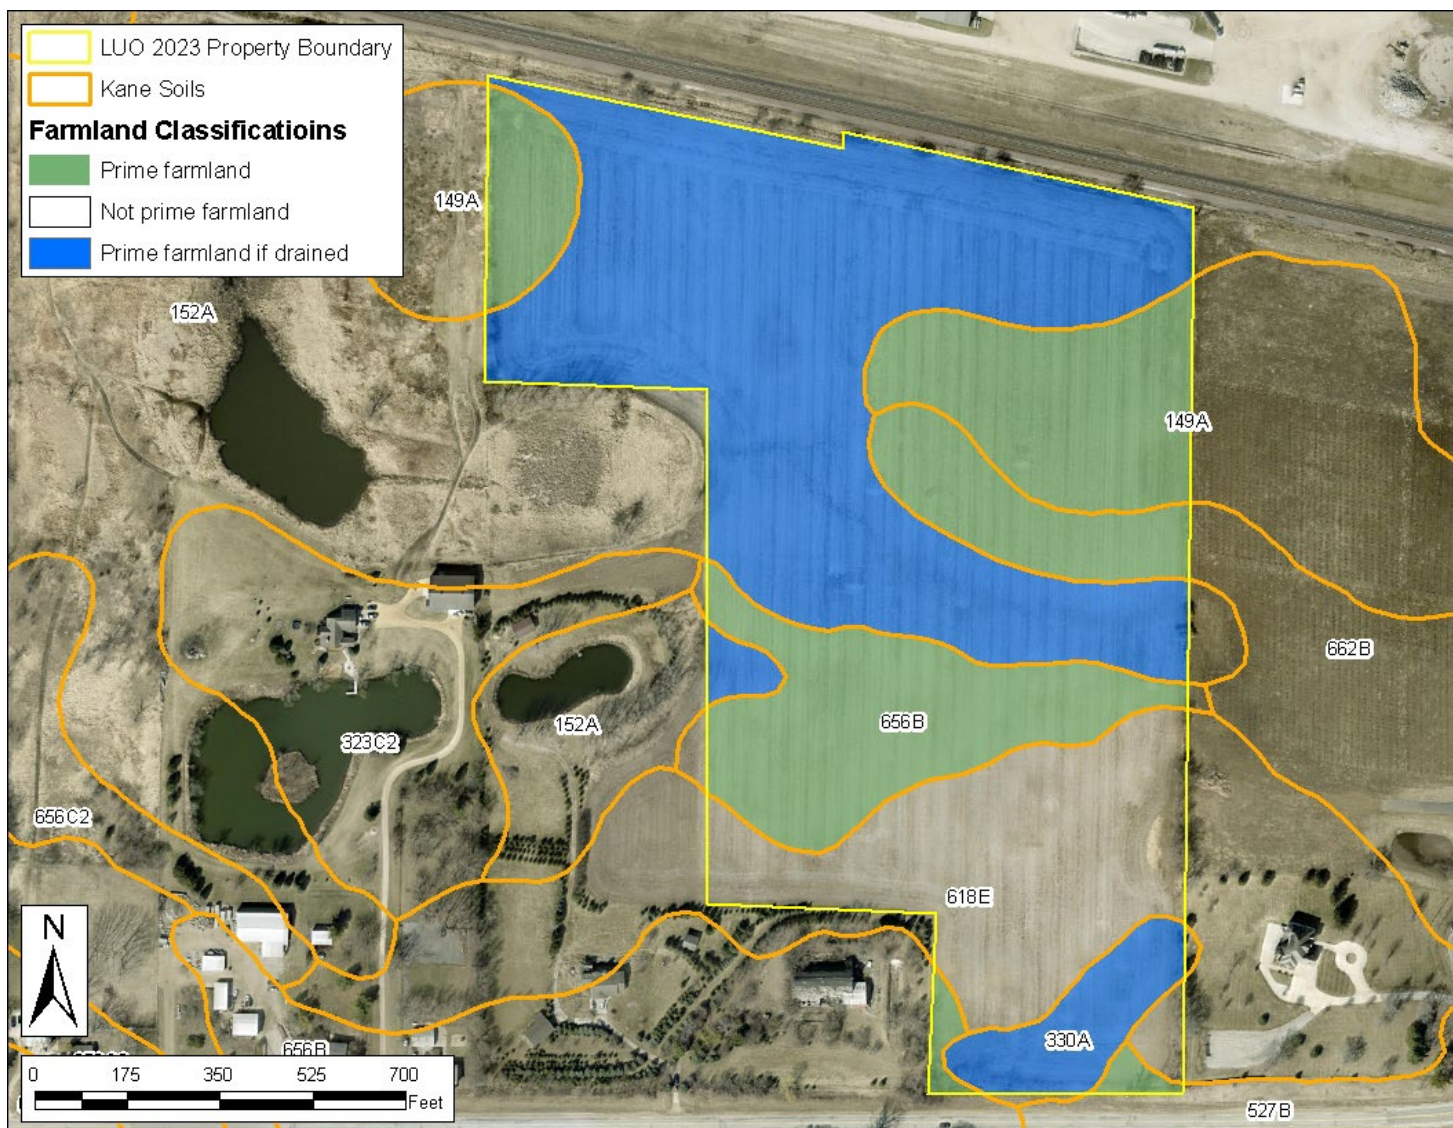 LUO 2023 Property Boundary
Kane Soils
Farmland Classificatioins
Prime farmland
Not prime farmland
Prime farmland if drained
149A
152A
149A
662B
656B
152A
323C2
656C2
618E
N
330A
656B
0 175 350 525 700
Feet
527B